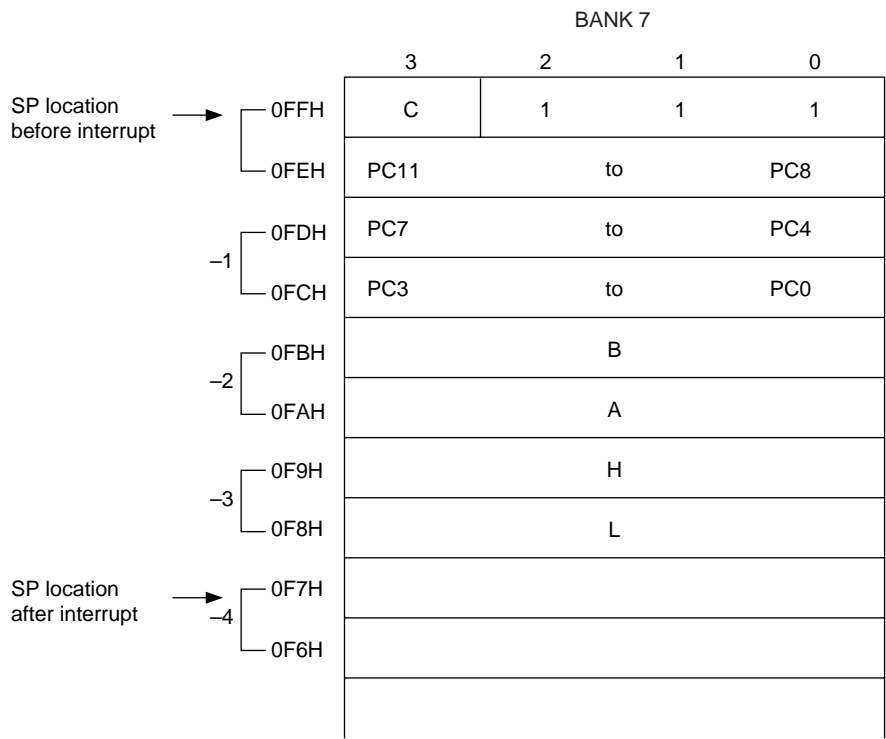 BANK 7
3 2 1 0
SP location
before interrupt
0FFH C 1 1 1
0FEH PC11 to PC8
0FDH PC7 to PC4
–1
0FCH PC3 to PC0
0FBH B
–2
0FAH A
0F9H H
–3
0F8H L
SP location
after interrupt
0F7H
–4
0F6H